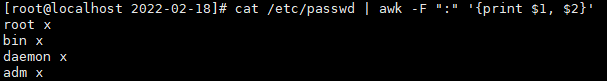 [root@localhost 2022-02-18]# cat /etc/passwd | awk -F ":" '{print $1, $2}'
root x
bin x
daemon x
adm x